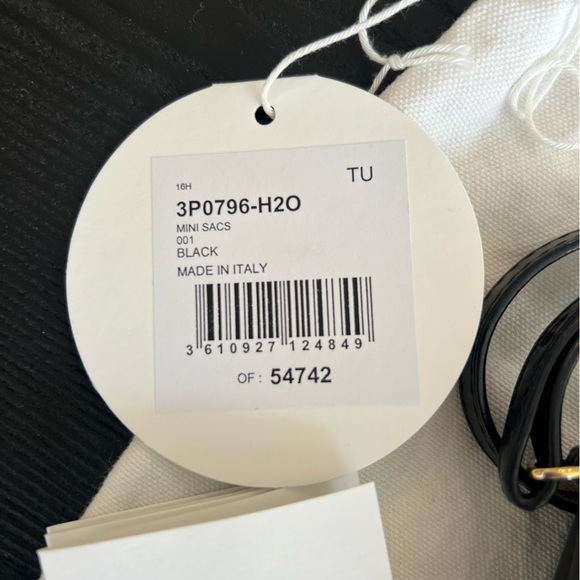 16H
TU
3P0796-H2O
MINI SACS
001
BLACK
MADE IN ITALY
3 610927 124849
OF : 54742